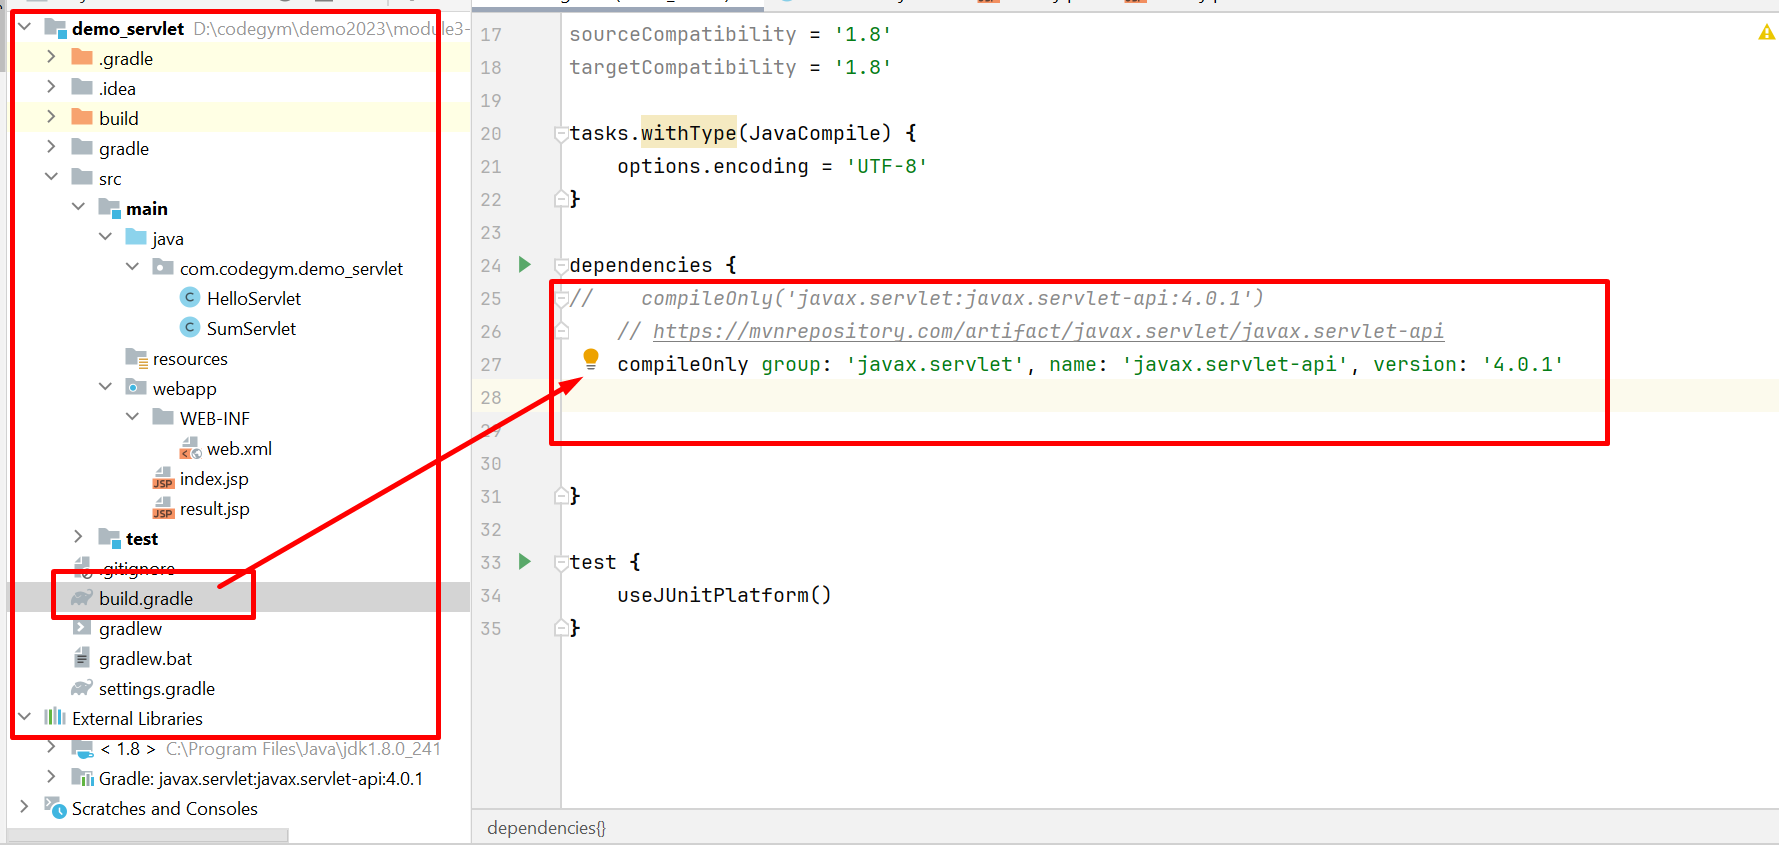 demo_servlet D:\codegym\demo2023\module3-
.gradle
.idea
build
gradle
src
main
java
com.codegym.demo_servlet
HelloServlet
SumServlet
resources
webapp
WEB-INF
web.xml
index.jsp
result.jsp
test
.gitignore
build.gradle
gradlew
gradlew.bat
settings.gradle
External Libraries
< 1.8 > C:\Program Files\Java\jdk1.8.0_241
Gradle: javax.servlet:javax.servlet-api:4.0.1
Scratches and Consoles
17 sourceCompatibility = '1.8'
18 targetCompatibility = '1.8'
19
20 tasks.withType(JavaCompile) {
21 options.encoding = 'UTF-8'
22 }
23
24 dependencies {
25 // compileOnly('javax.servlet:javax.servlet-api:4.0.1')
26 // https://mvnrepository.com/artifact/javax.servlet/javax.servlet-api
27 compileOnly group: 'javax.servlet', name: 'javax.servlet-api', version: '4.0.1'
28
29
30
31 }
32
33 test {
34 useJUnitPlatform()
35 }
dependencies{}